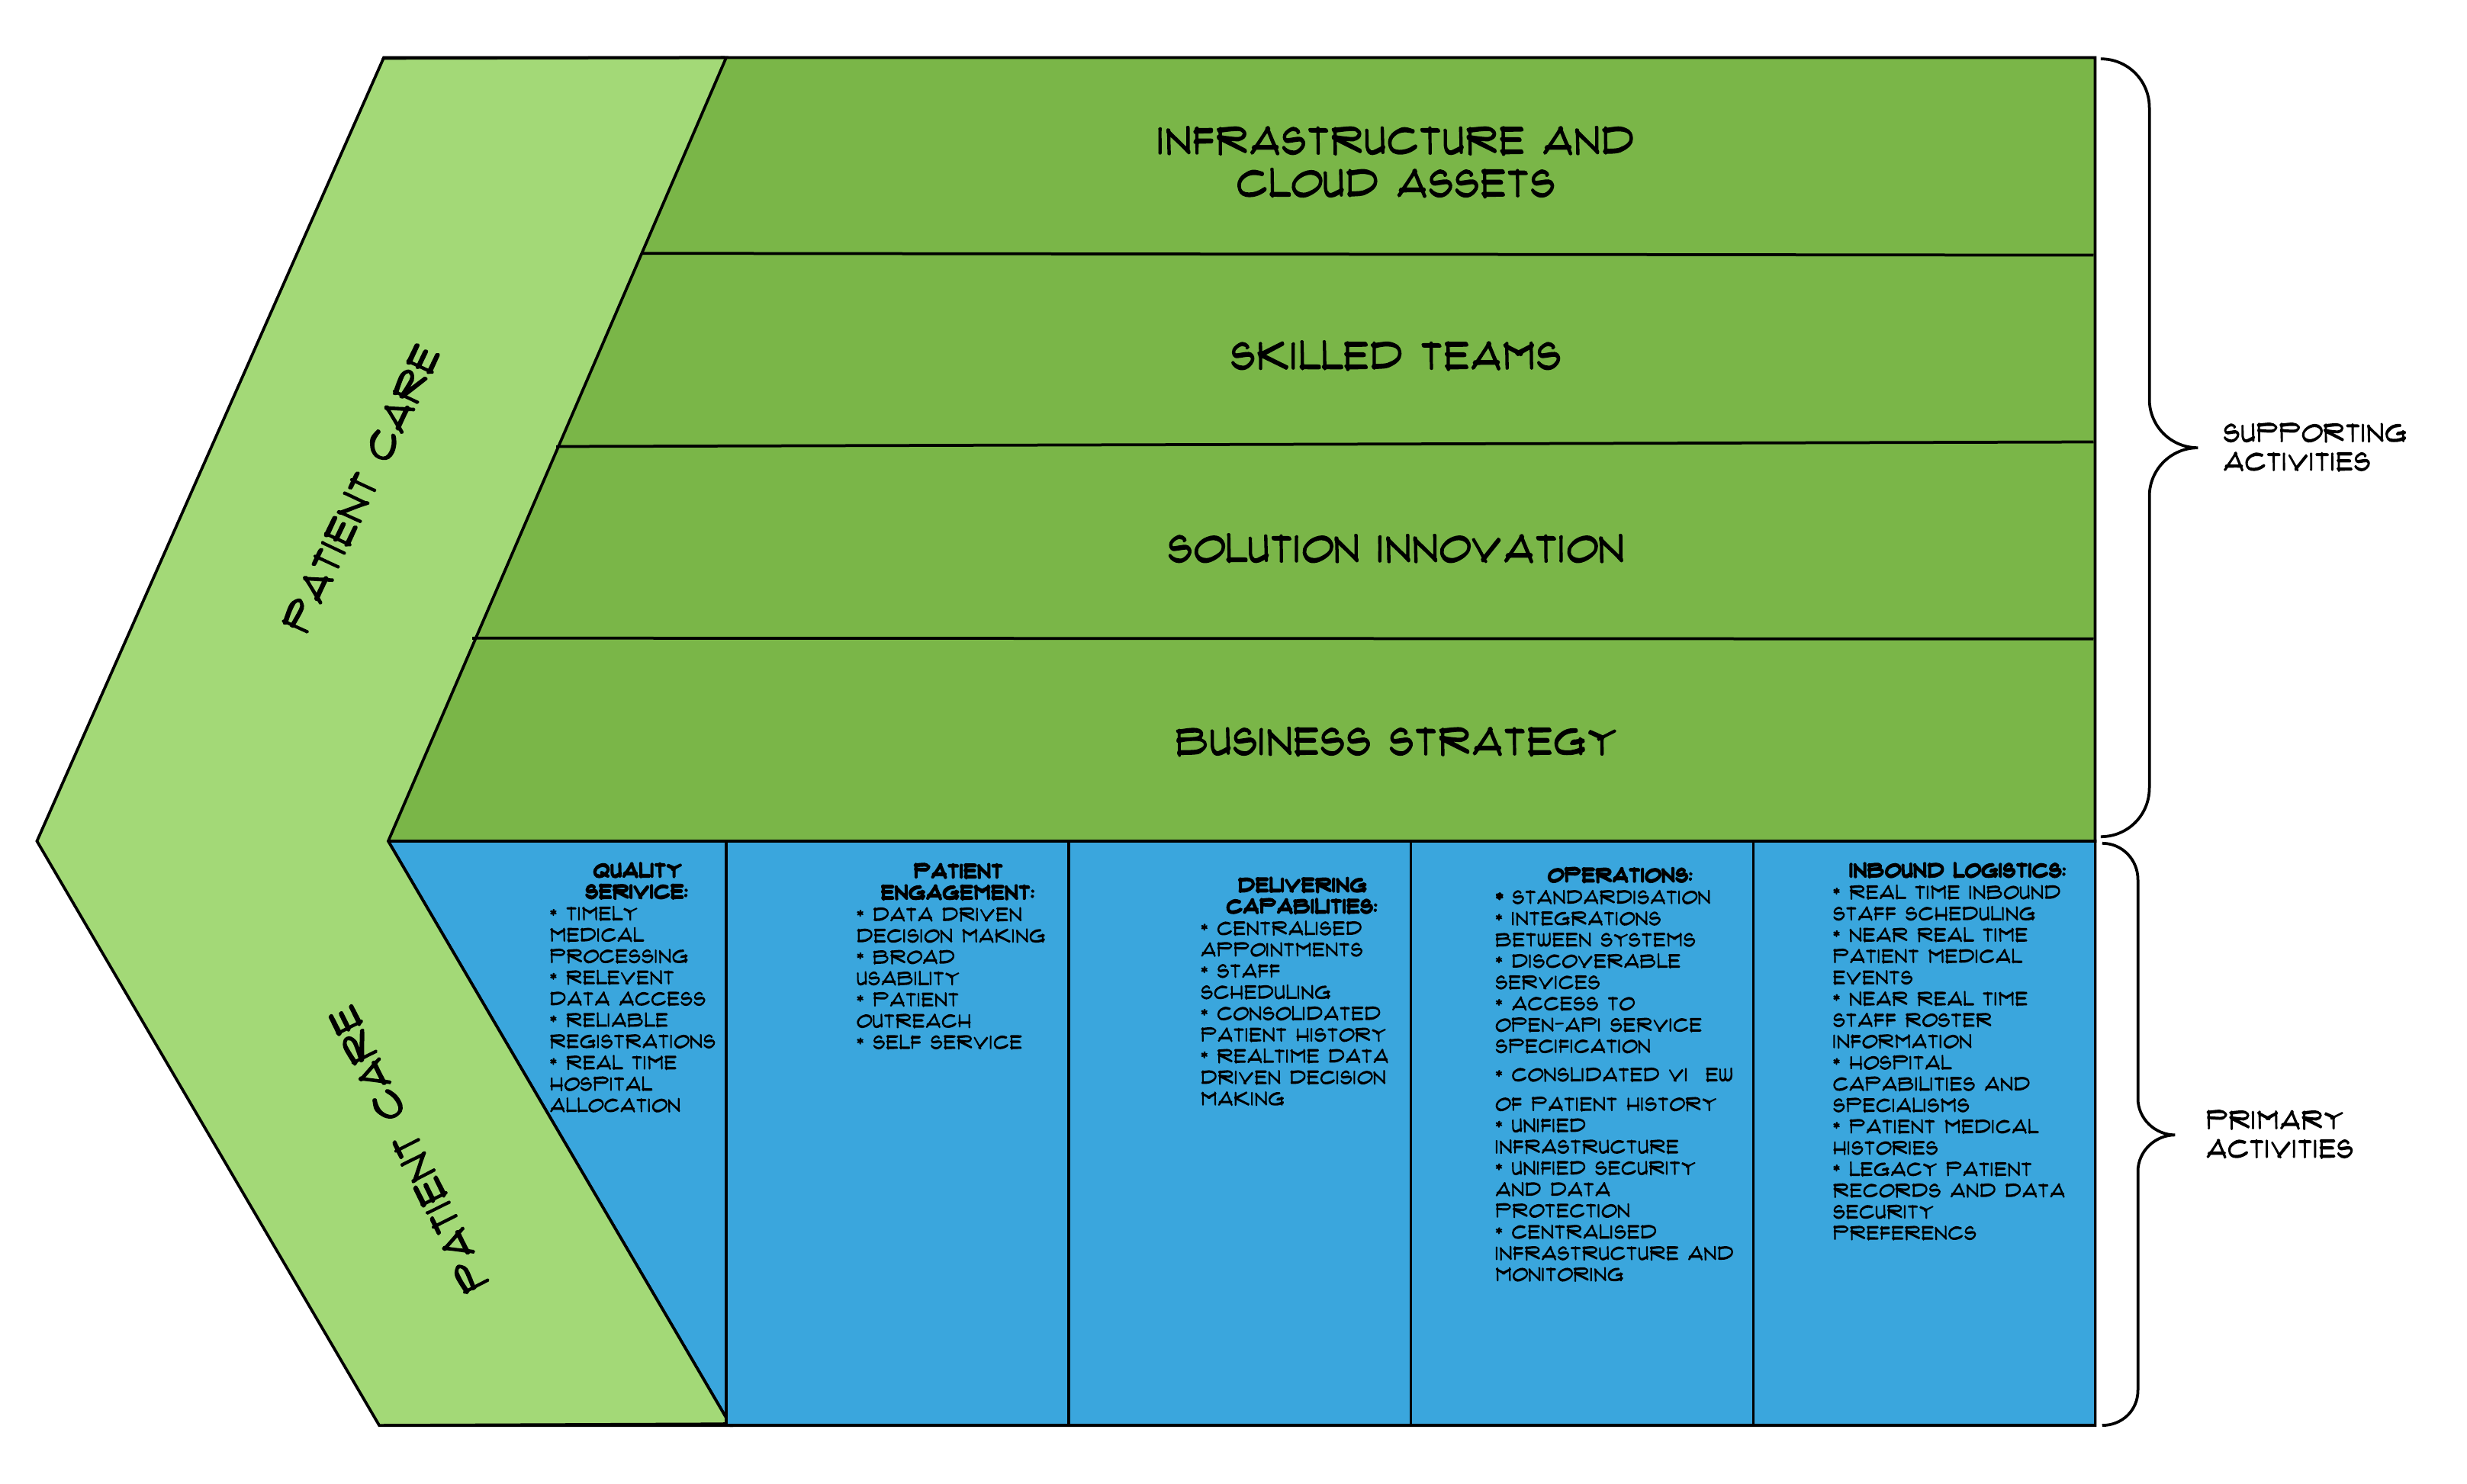 INFRASTRUCTURE AND
CLOUD ASSETS
SKILLED TEAMS
SOLUTION INNOVATION
BUSINESS STRATEGY
SUPPORTING
ACTIVITIES
PATIENT CARE
PATIENT CARE
QUALITY
SERIVICE:
* TIMELY
MEDICAL
PROCESSING
* RELEVENT
DATA ACCESS
* RELIABLE
REGISTRATIONS
* REAL TIME
HOSPITAL
ALLOCATION
PATIENT
ENGAGEMENT:
* DATA DRIVEN
DECISION MAKING
* BROAD
USABILITY
* PATIENT
OUTREACH
* SELF SERVICE
DELIVERING
CAPABILITIES:
* CENTRALISED
APPOINTMENTS
* STAFF
SCHEDULING
* CONSOLIDATED
PATIENT HISTORY
* REALTIME DATA
DRIVEN DECISION
MAKING
OPERATIONS:
* STANDARDISATION
* INTEGRATIONS
BETWEEN SYSTEMS
* DISCOVERABLE
SERVICES
* ACCESS TO
OPEN-API SERVICE
SPECIFICATION
* CONSLIDATED VI EW
OF PATIENT HISTORY
* UNIFIED
INFRASTRUCTURE
* UNIFIED SECURITY
AND DATA
PROTECTION
* CENTRALISED
INFRASTRUCTURE AND
MONITORING
INBOUND LOGISTICS:
* REAL TIME INBOUND
STAFF SCHEDULING
* NEAR REAL TIME
PATIENT MEDICAL
EVENTS
* NEAR REAL TIME
STAFF ROSTER
INFORMATION
* HOSPITAL
CAPABILITIES AND
SPECIALISMS
* PATIENT MEDICAL
HISTORIES
* LEGACY PATIENT
RECORDS AND DATA
SECURITY
PREFERENCS
PRIMARY
ACTIVITIES